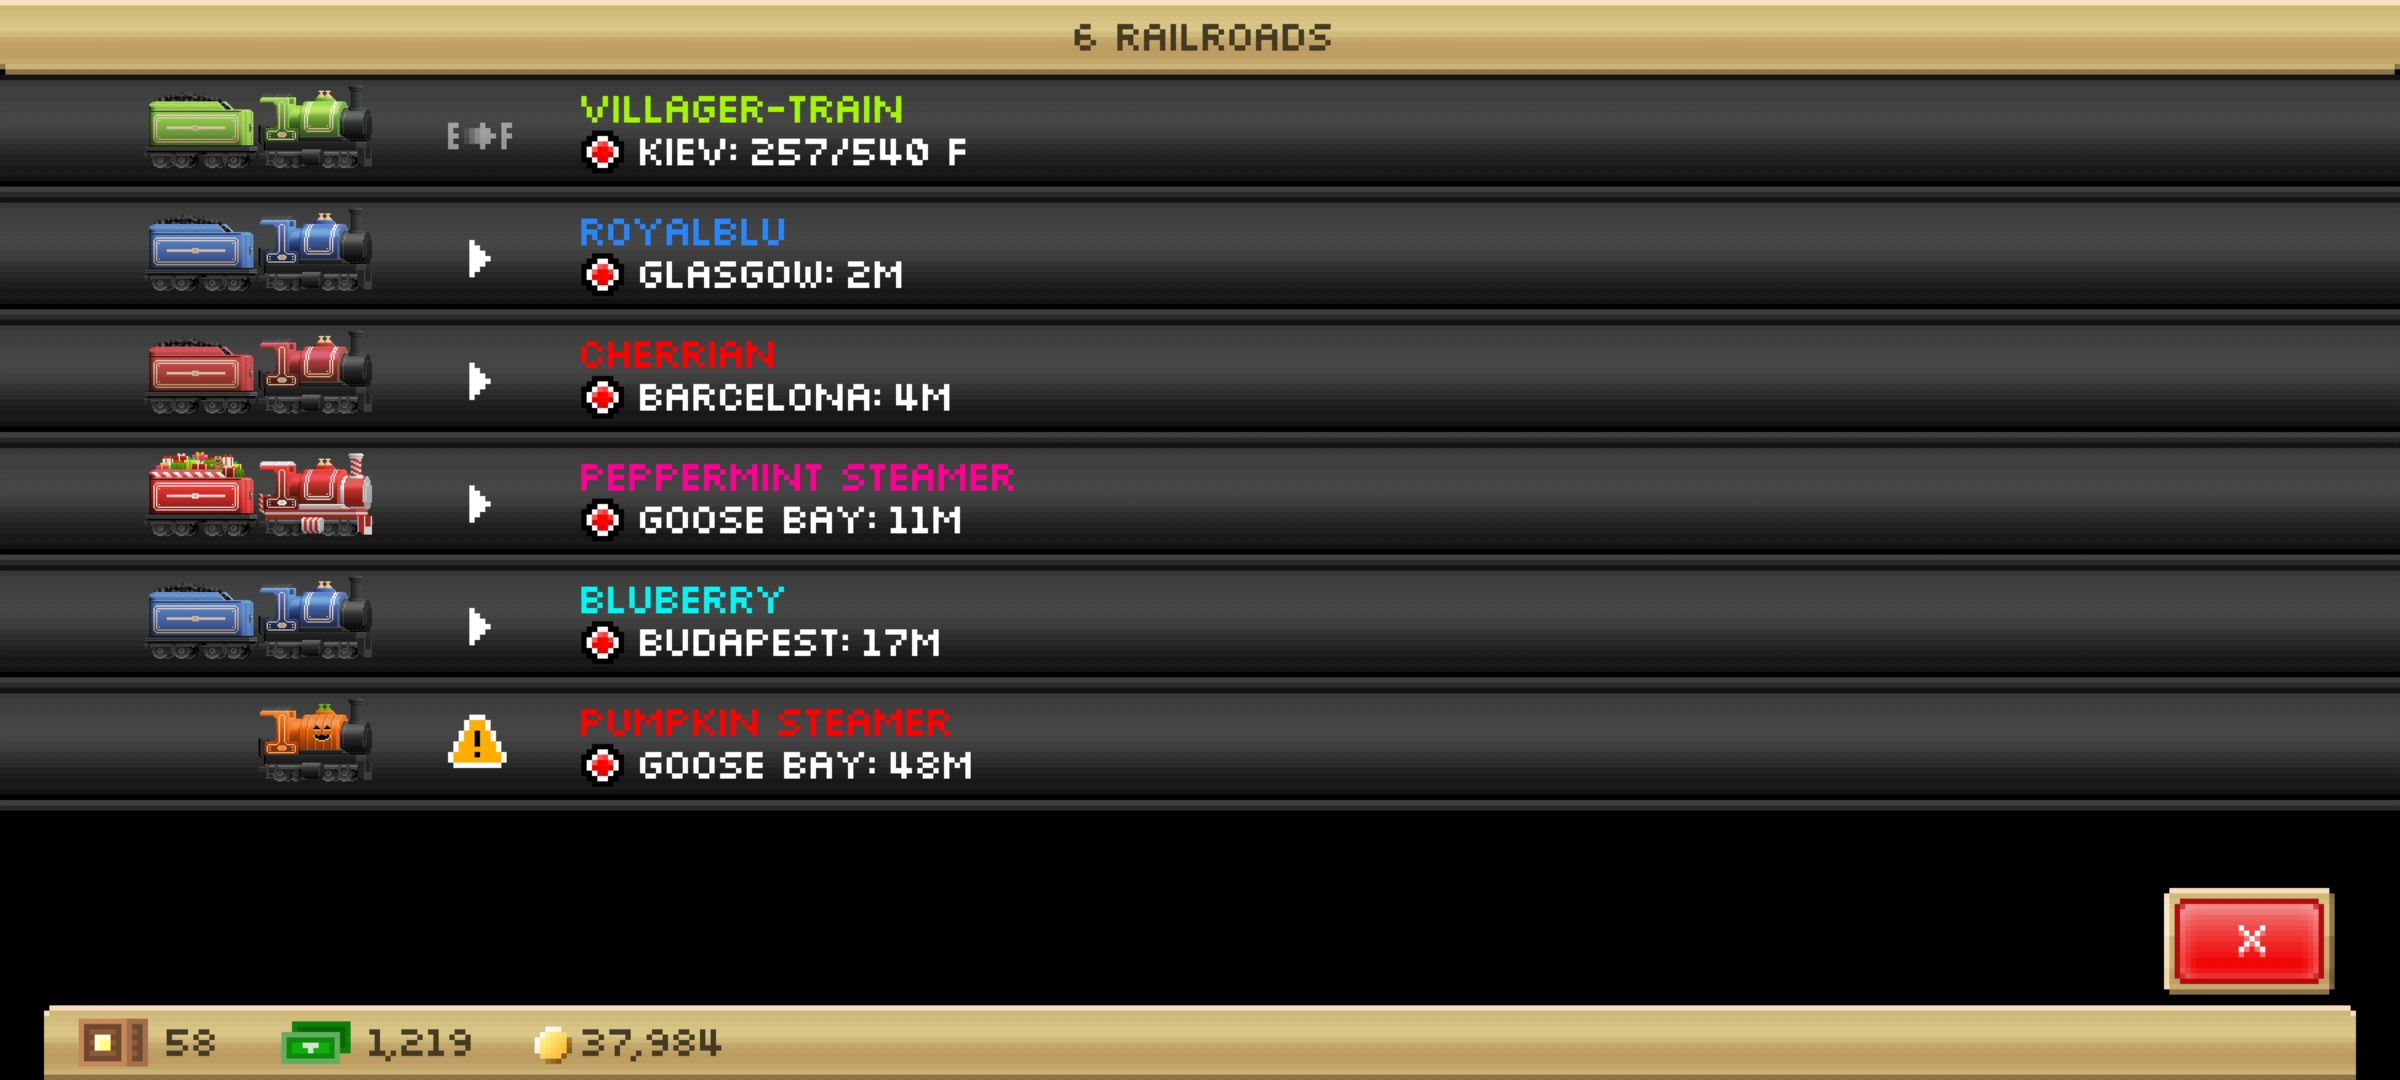 6 RAILROADS
VILLAGER-TRAIN
E F
KIEV: 257/540 F
ROYALBLU
GLASGOW: 2M
CHERRIAN
BARCELONA: 4M
PEPPERMINT STEAMER
GOOSE BAY: 11M
BLUBERRY
BUDAPEST: 17M
PUMPKIN STEAMER
!
GOOSE BAY: 48M
X
58 1,219 37,984